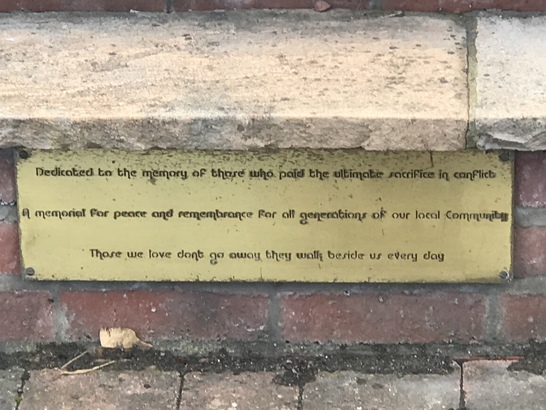 Dedicated to the memory of those who paid the ultimate sacrifice in conflict
A memorial for peace and remembrance for all generations of our local Community
Those we love dont go away they walk beside us every day